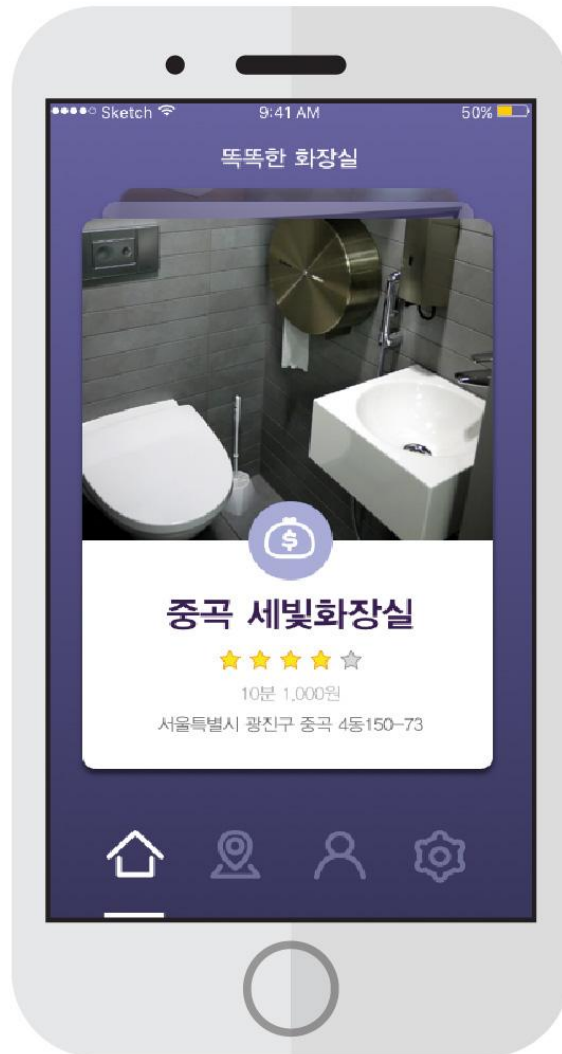 Sketch 9:41 AM 50%
똑똑한 화장실
$
중곡 세빛화장실
10분 1,000원
서울특별시 광진구 중곡 4동150-73